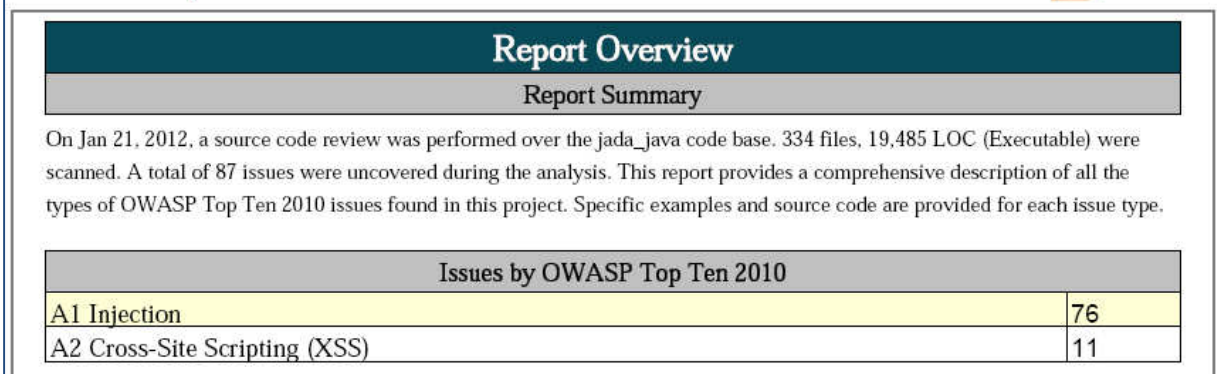 Report Overview
Report Summary
On Jan 21, 2012, a source code review was performed over the jada_java code base. 334 files, 19,485 LOC (Executable) were
scanned. A total of 87 issues were uncovered during the analysis. This report provides a comprehensive description of all the
types of OWASP Top Ten 2010 issues found in this project. Specific examples and source code are provided for each issue type.
Issues by OWASP Top Ten 2010
A1 Injection 76
A2 Cross-Site Scripting (XSS) 11